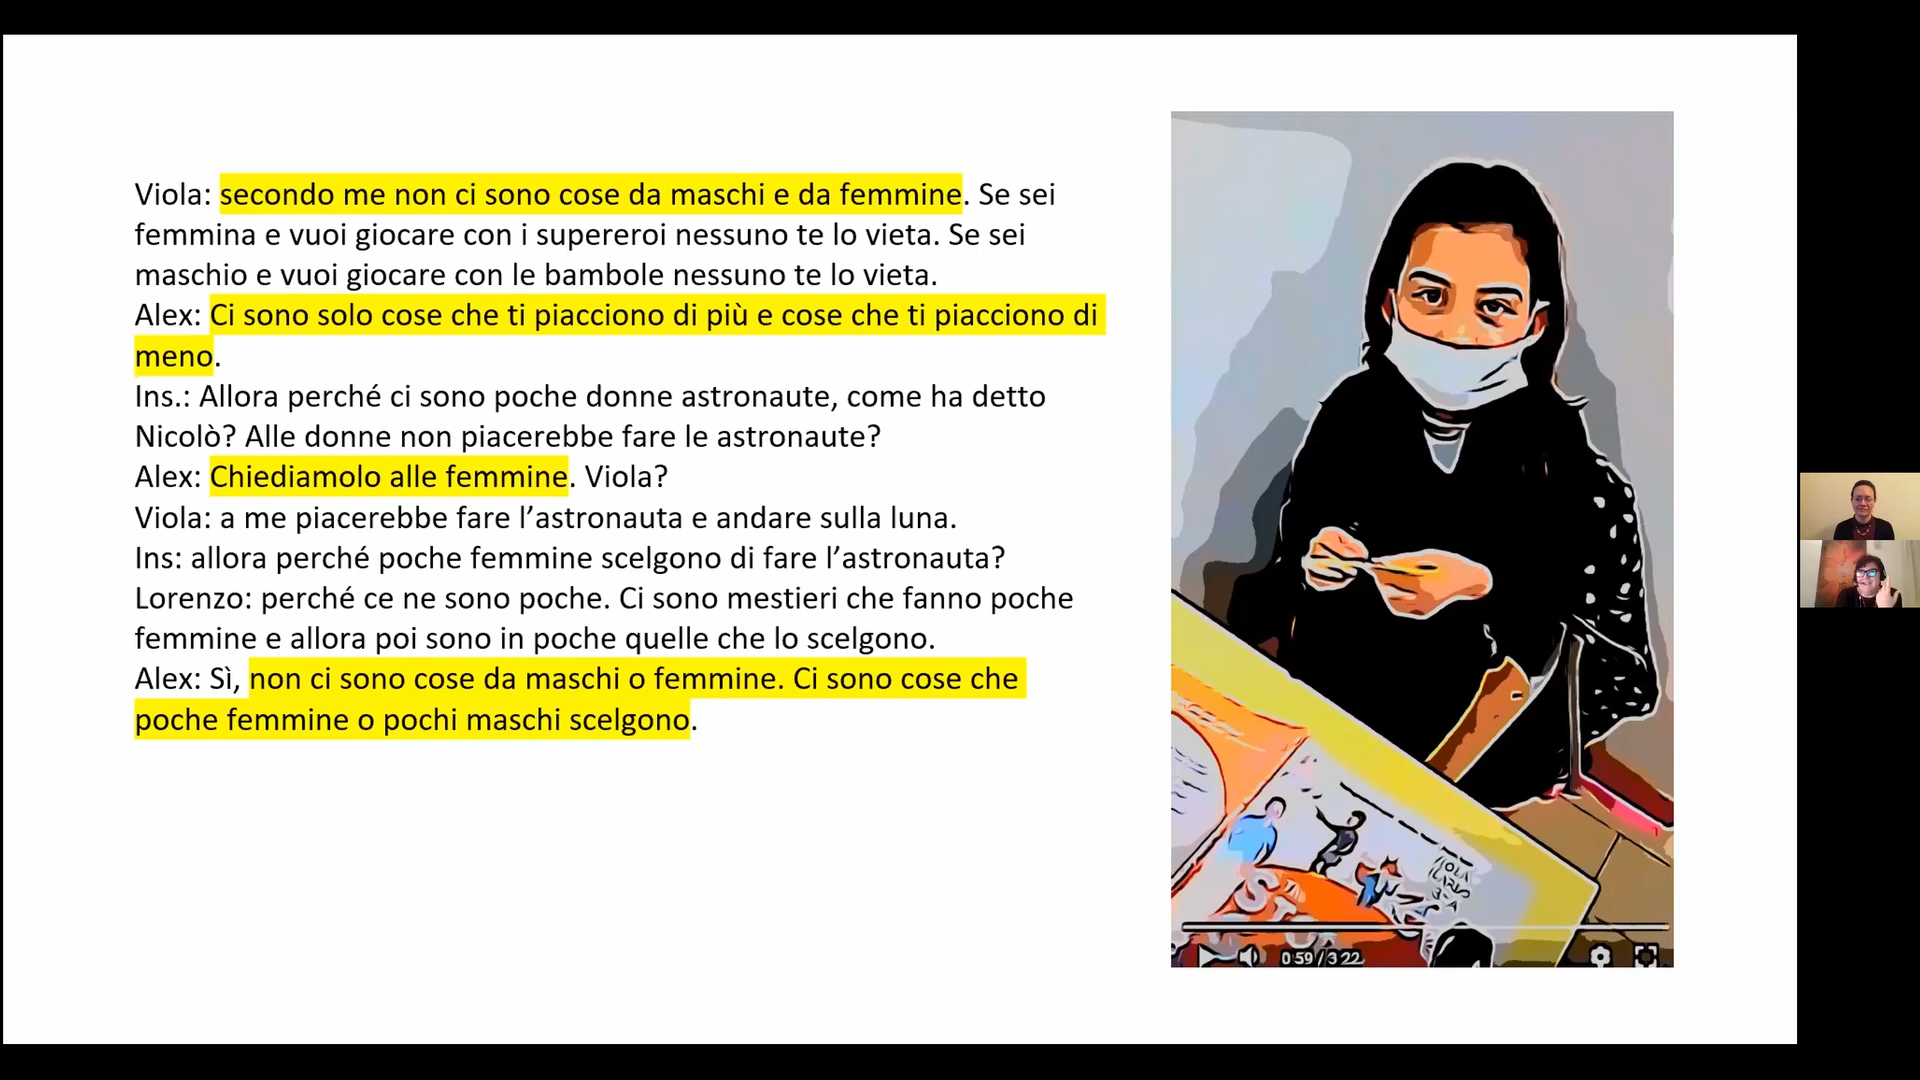 Viola: secondo me non ci sono cose da maschi e da femmine. Se sei
femmina e vuoi giocare con i supereroi nessuno te lo vieta. Se sei
maschio e vuoi giocare con le bambole nessuno te lo vieta.
Alex: Ci sono solo cose che ti piacciono di più e cose che ti piacciono di
meno.
Ins.: Allora perché ci sono poche donne astronaute, come ha detto
Nicolò? Alle donne non piacerebbe fare le astronaute?
Alex: Chiediamolo alle femmine. Viola?
Viola: a me piacerebbe fare l’astronauta e andare sulla luna.
Ins: allora perché poche femmine scelgono di fare l’astronauta?
Lorenzo: perché ce ne sono poche. Ci sono mestieri che fanno poche
femmine e allora poi sono in poche quelle che lo scelgono.
Alex: Sì, non ci sono cose da maschi o femmine. Ci sono cose che
poche femmine o pochi maschi scelgono.
0:59 / 3:22